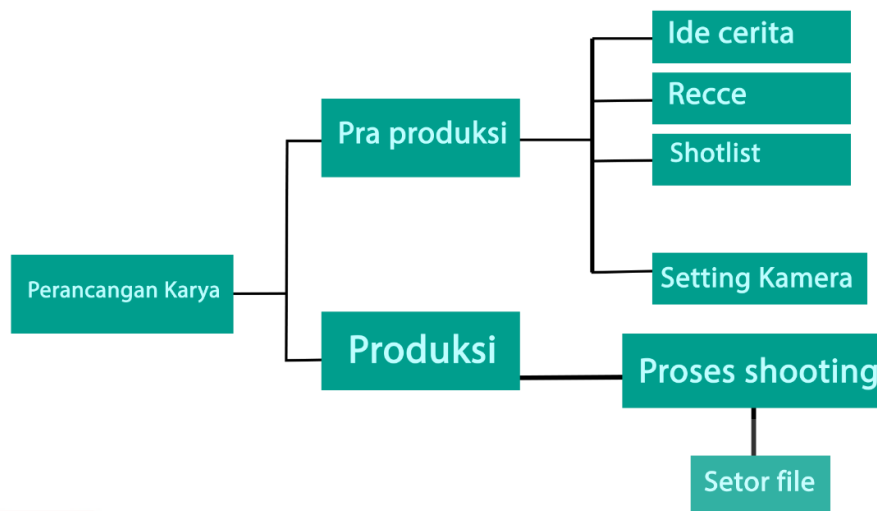 Ide cerita
Recce
Pra produksi
Shotlist
Setting Kamera
Perancangan Karya
Produksi
Proses shooting
Setor file